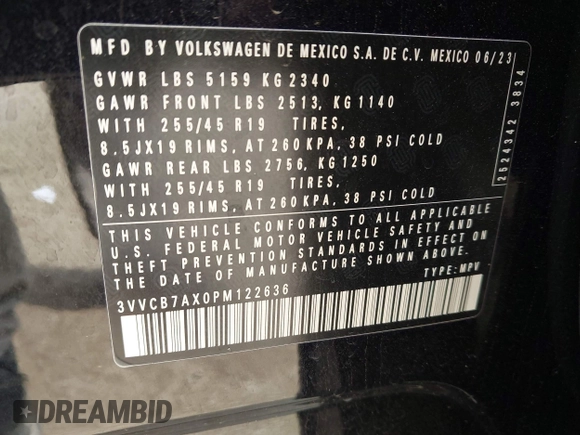 MFD BY VOLKSWAGEN DE MEXICO S.A. DE C.V. MEXICO 06/23
GVWR LBS 5159 KG 2340
GAWR FRONT LBS 2513, KG 1140
WITH 255/45 R19 TIRES,
8.5JX19 RIMS, AT 260 KPA, 38 PSI COLD
GAWR REAR LBS 2756, KG 1250
WITH 255/45 R19 TIRES,
8.5JX19 RIMS, AT 260 KPA, 38 PSI COLD
THIS VEHICLE CONFORMS TO ALL APPLICABLE
U.S. FEDERAL MOTOR VEHICLE SAFETY AND
THEFT PREVENTION STANDARDS IN EFFECT ON
THE DATE OF MANUFACTURE SHOWN ABOVE.
3VVCB7AX0PM122636
TYPE: MPV
2524342 3834
DREAMBID